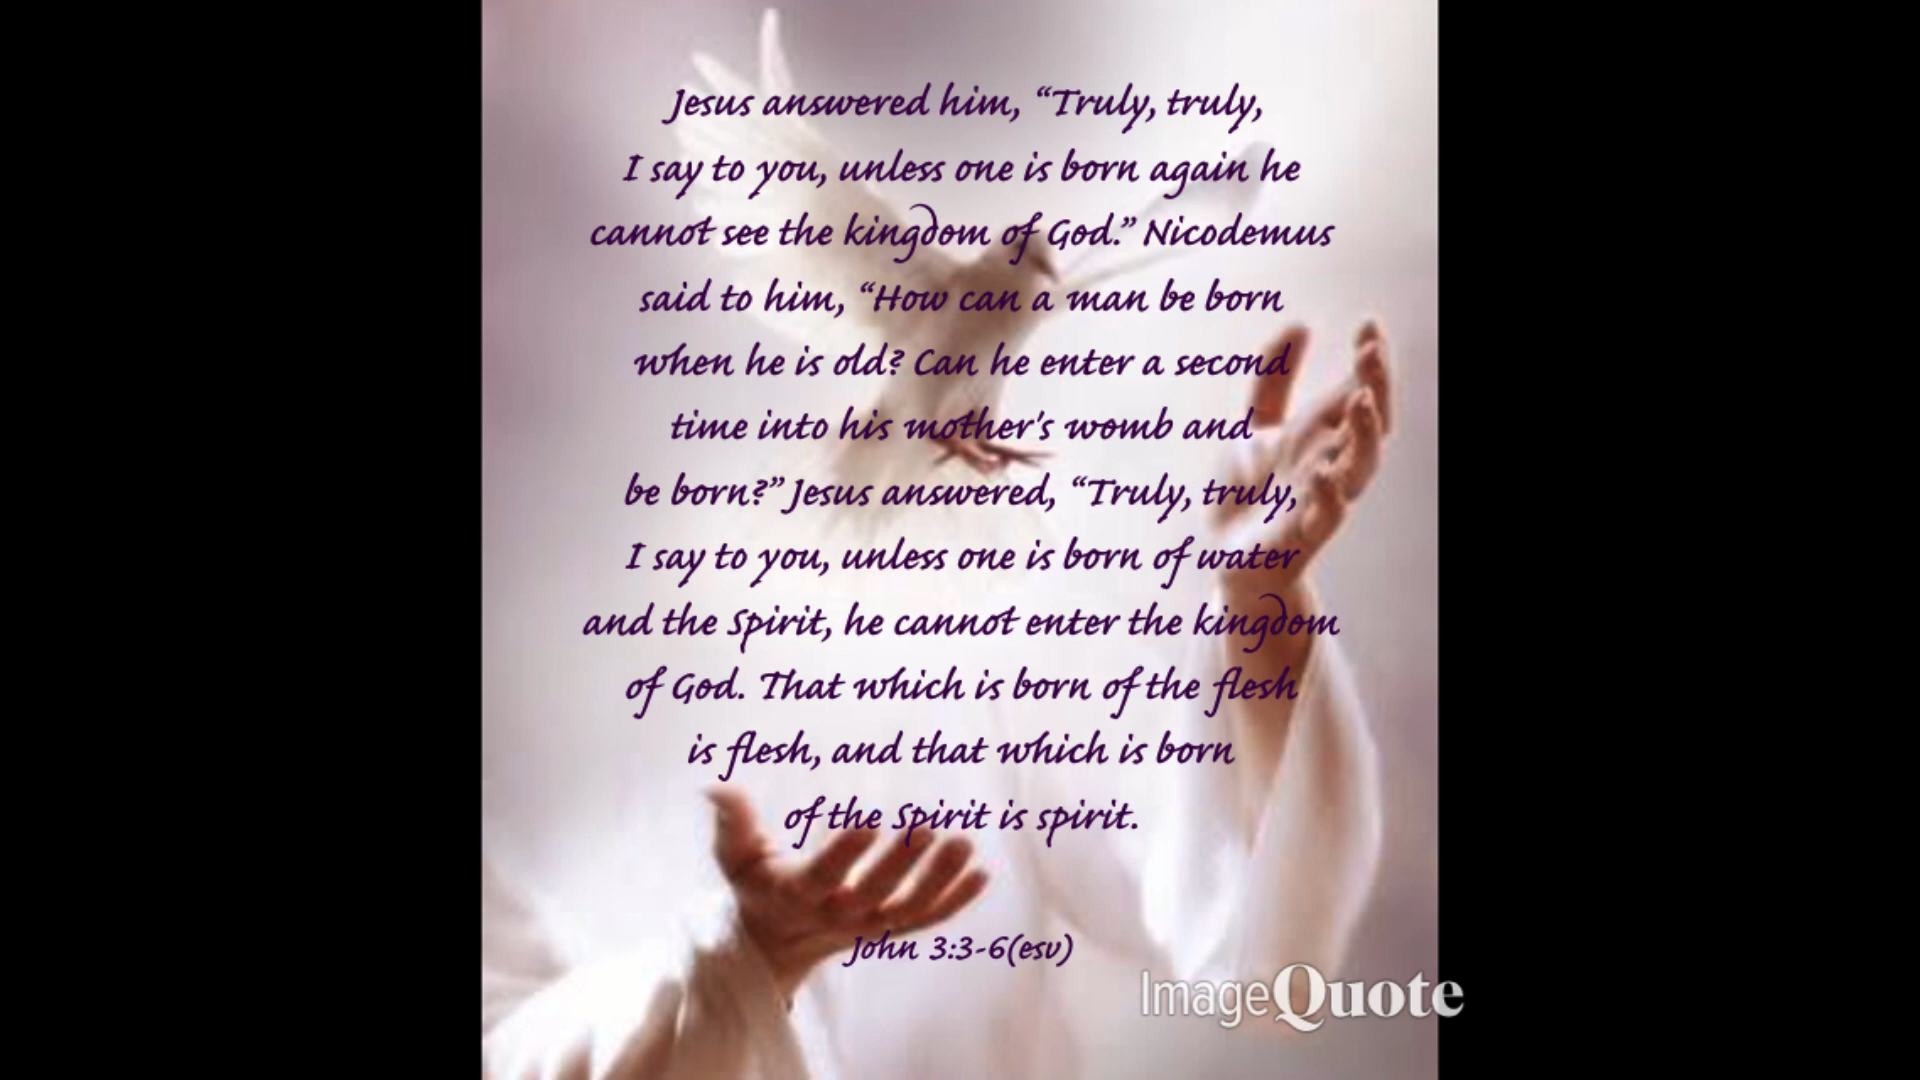 Jesus answered him, “Truly, truly,
I say to you, unless one is born again he
cannot see the kingdom of God.” Nicodemus
said to him, “How can a man be born
when he is old? Can he enter a second
time into his mother's womb and
be born?” Jesus answered, “Truly, truly,
I say to you, unless one is born of water
and the Spirit, he cannot enter the kingdom
of God. That which is born of the flesh
is flesh, and that which is born
of the Spirit is spirit.
John 3:3-6(esv)
ImageQuote